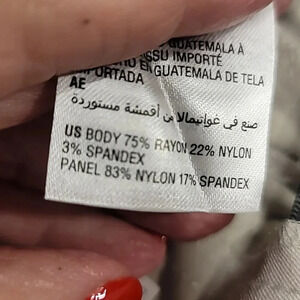 GUATEMALA À
TISSU IMPORTÉ
EN GUATEMALA DE TELA
IMPORTADA
AE
صنع في غواتيمالا من أقمشة مستوردة
US BODY 75% RAYON 22% NYLON
3% SPANDEX
PANEL 83% NYLON 17% SPANDEX